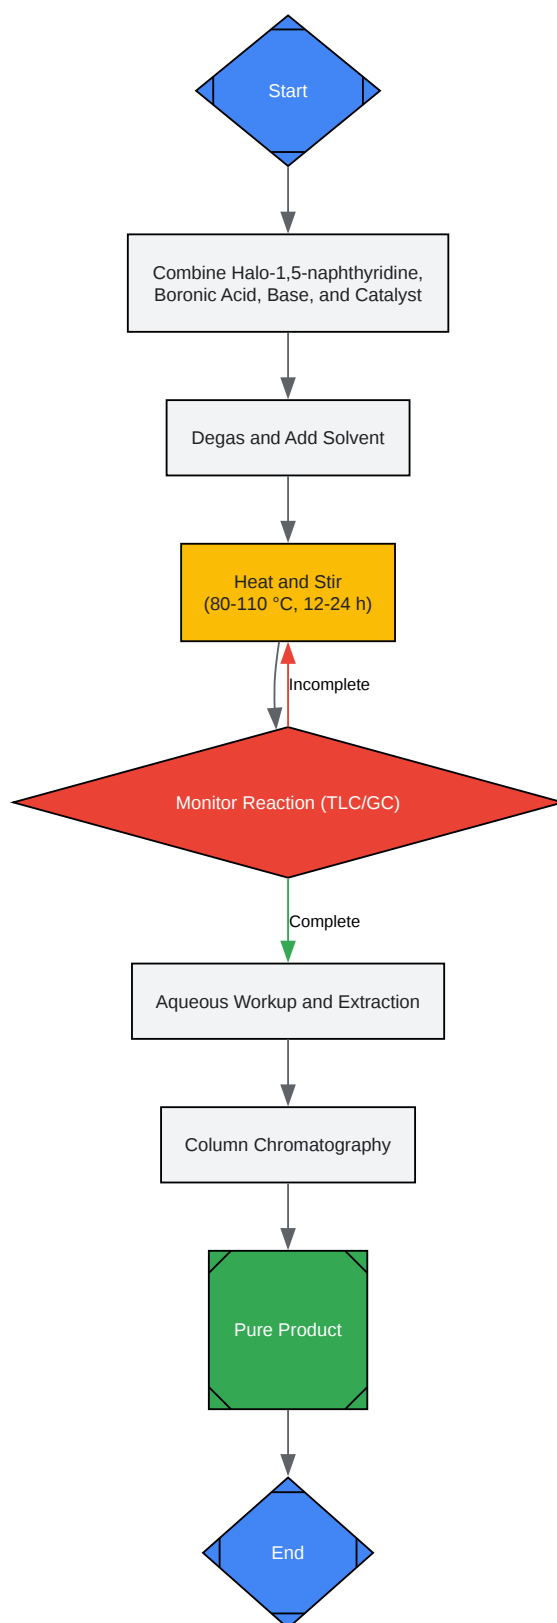 Start
Combine Halo-1,5-naphthyridine,
Boronic Acid, Base, and Catalyst
Degas and Add Solvent
Heat and Stir
(80-110 °C, 12-24 h)
Incomplete
Monitor Reaction (TLC/GC)
Complete
Aqueous Workup and Extraction
Column Chromatography
Pure Product
End